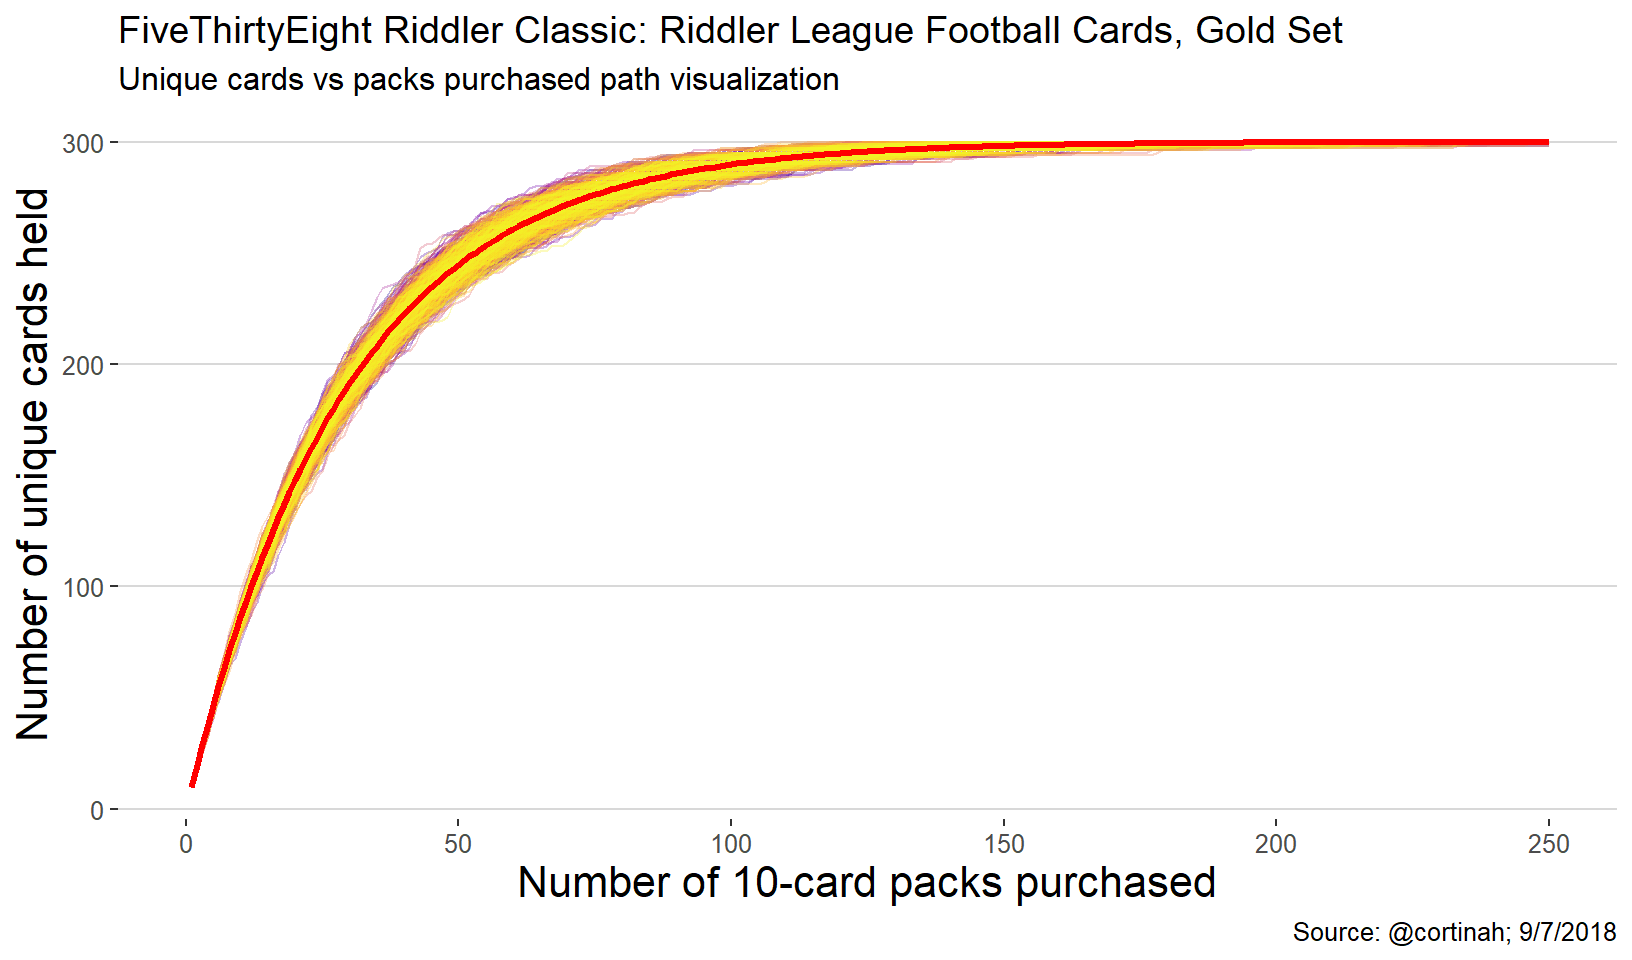 FiveThirtyEight Riddler Classic: Riddler League Football Cards, Gold Set
Unique cards vs packs purchased path visualization
Number of unique cards held
300
200
100
0
0 50 100 150 200 250
Number of 10-card packs purchased
Source: @cortinah; 9/7/2018